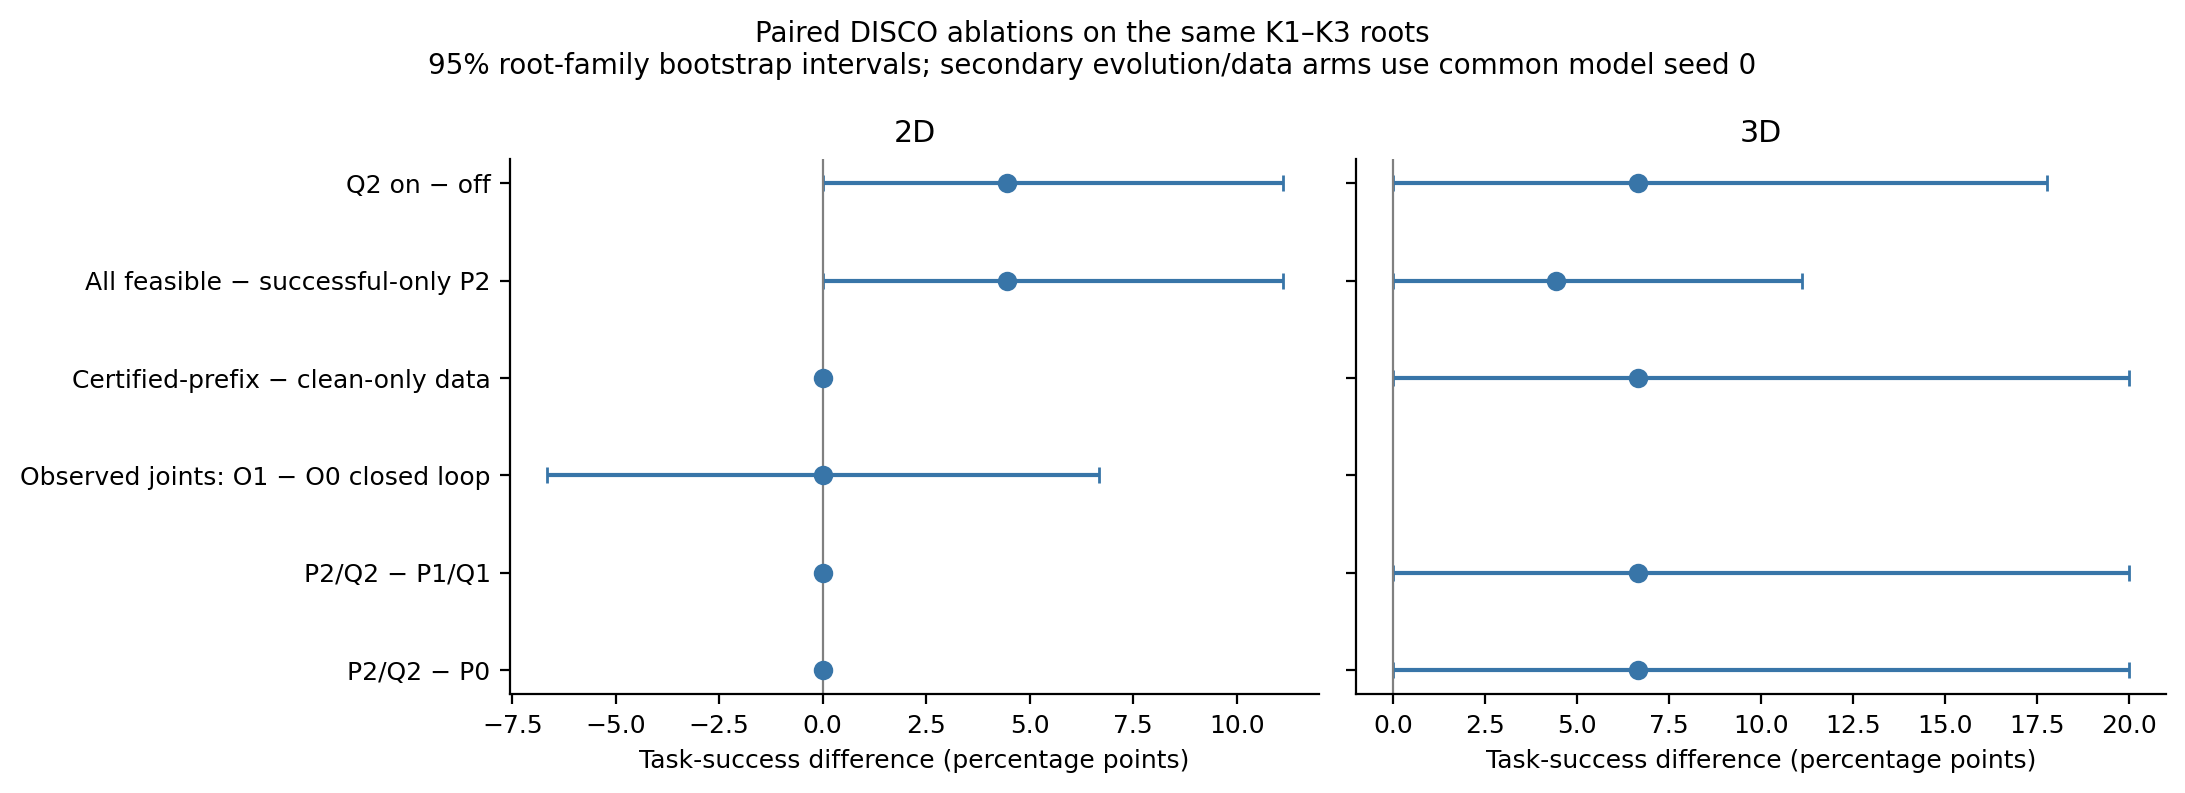 Paired DISCO ablations on the same K1–K3 roots
95% root-family bootstrap intervals; secondary evolution/data arms use common model seed 0
2D
3D
Q2 on − off
All feasible − successful-only P2
Certified-prefix − clean-only data
Observed joints: O1 − O0 closed loop
P2/Q2 − P1/Q1
P2/Q2 − P0
−7.5 −5.0 −2.5 0.0 2.5 5.0 7.5 10.0
0.0 2.5 5.0 7.5 10.0 12.5 15.0 17.5 20.0
Task-success difference (percentage points)
Task-success difference (percentage points)